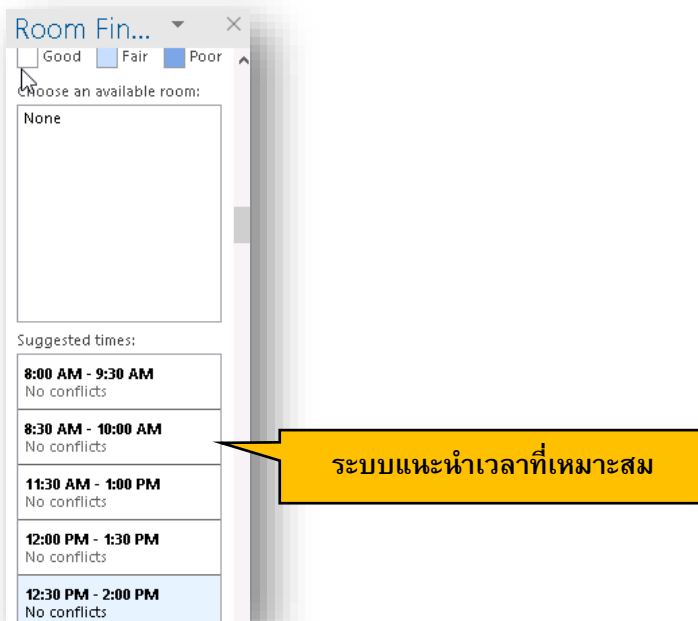 Room Fin...
Good Fair Poor
Choose an available room:
None
Suggested times:
8:00 AM - 9:30 AM
No conflicts
8:30 AM - 10:00 AM
No conflicts
ระบบแนะนำเวลาที่เหมาะสม
11:30 AM - 1:00 PM
No conflicts
12:00 PM - 1:30 PM
No conflicts
12:30 PM - 2:00 PM
No conflicts